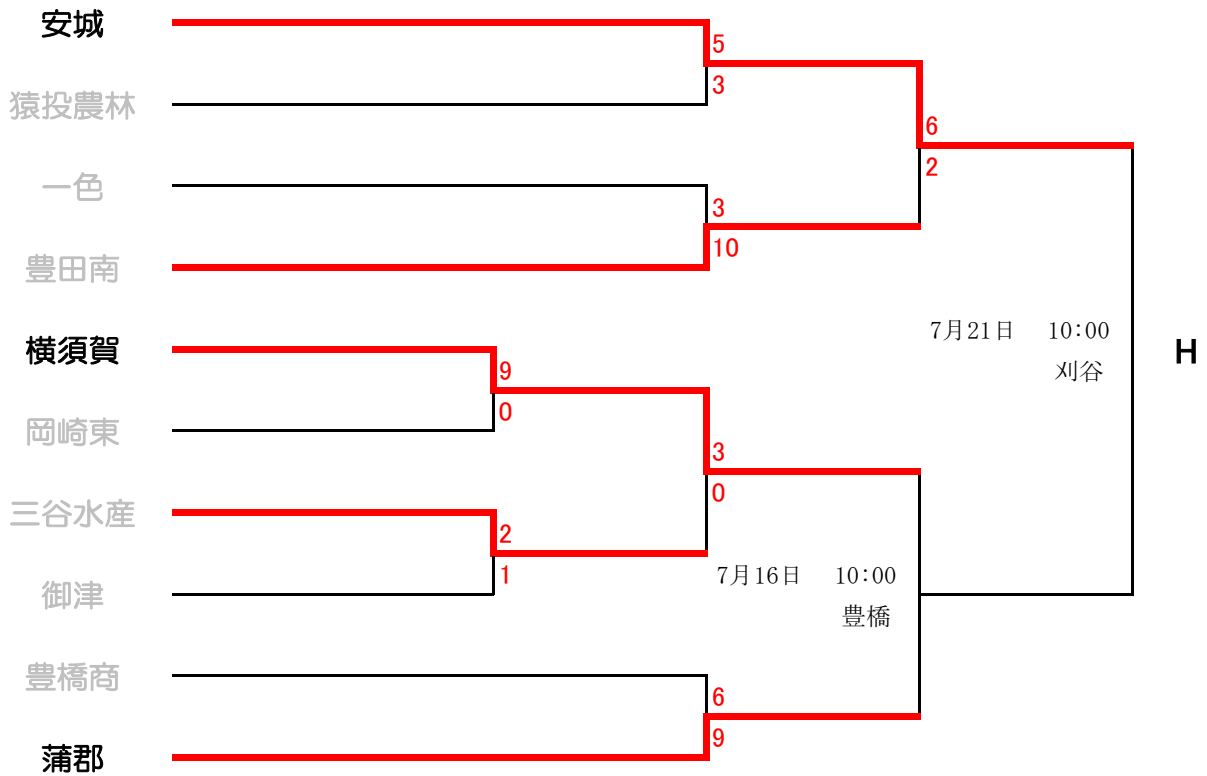 安城
5
3
猿投農林
6
2
一色
3
10
豊田南
7月21日 10:00
刈谷
H
横須賀
9
0
岡崎東
3
0
三谷水産
2
1
御津
7月16日 10:00
豊橋
豊橋商
6
9
蒲郡